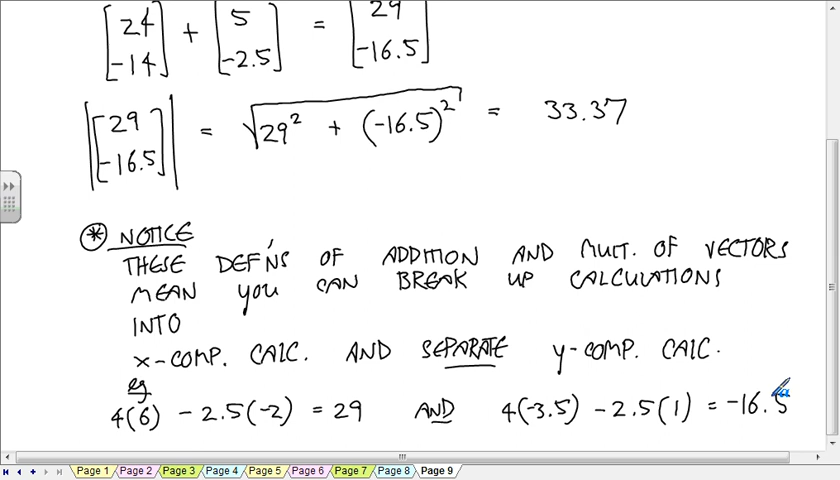 [24 -14] + [5 -2.5] = [29 -16.5]
|[29 -16.5]| = √29² + (-16.5)² = 33.37
* NOTICE
THESE DEF'NS OF ADDITION AND MULT. OF VECTORS
MEAN YOU CAN BREAK UP CALCULATIONS
INTO
x-COMP. CALC. AND SEPARATE y-COMP. CALC.
eg
4(6) - 2.5(-2) = 29 AND 4(-3.5) - 2.5(1) = -16.5
Page 1 Page 2 Page 3 Page 4 Page 5 Page 6 Page 7 Page 8 Page 9